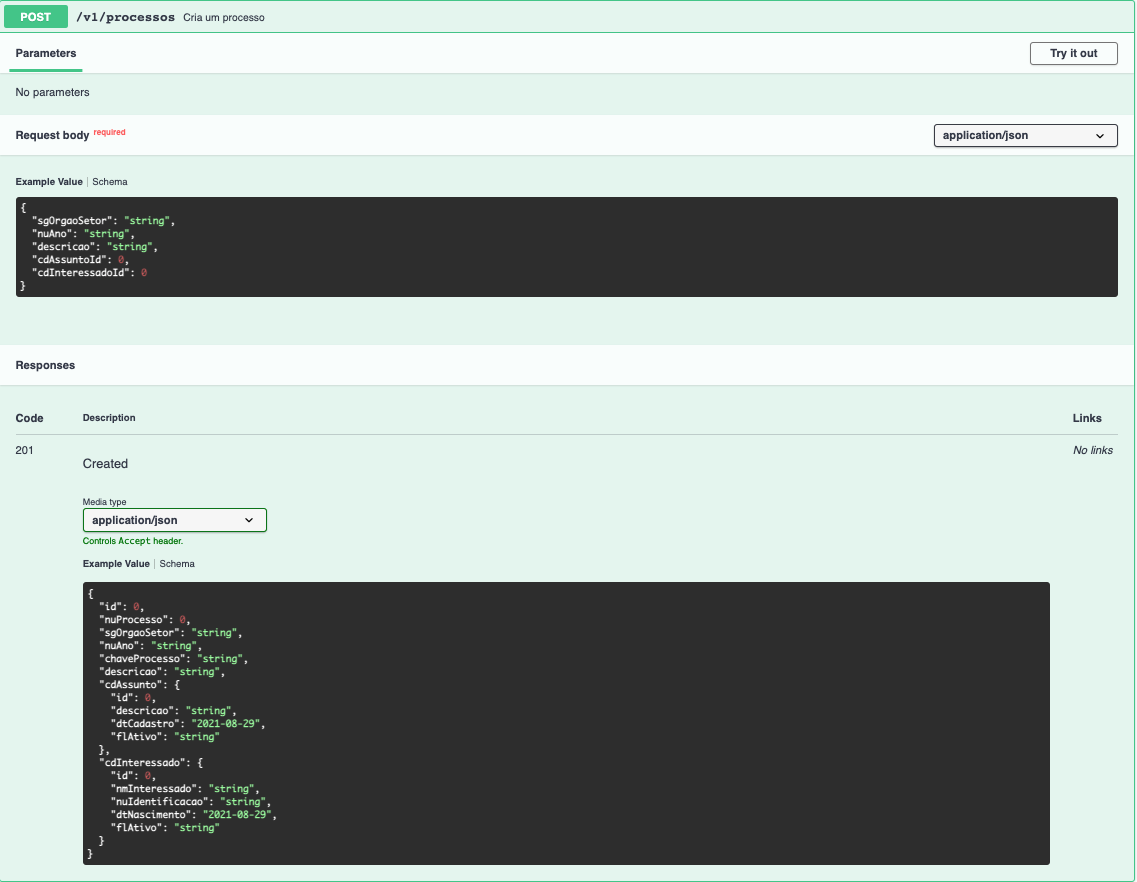 POST /v1/processos Cria um processo
Parameters Try it out
No parameters
Request body required application/json
Example Value | Schema
{
  "sgOrgaoSetor": "string",
  "nuAno": "string",
  "descricao": "string",
  "cdAssuntoId": 0,
  "cdInteressadoId": 0
}
Responses
Code Description Links
201 Created No links
Media type
application/json
Controls Accept header.
Example Value | Schema
{
  "id": 0,
  "nuProcesso": 0,
  "sgOrgaoSetor": "string",
  "nuAno": "string",
  "chaveProcesso": "string",
  "descricao": "string",
  "cdAssunto": {
    "id": 0,
    "descricao": "string",
    "dtCadastro": "2021-08-29",
    "flAtivo": "string"
  },
  "cdInteressado": {
    "id": 0,
    "nmInteressado": "string",
    "nuIdentificacao": "string",
    "dtNascimento": "2021-08-29",
    "flAtivo": "string"
  }
}